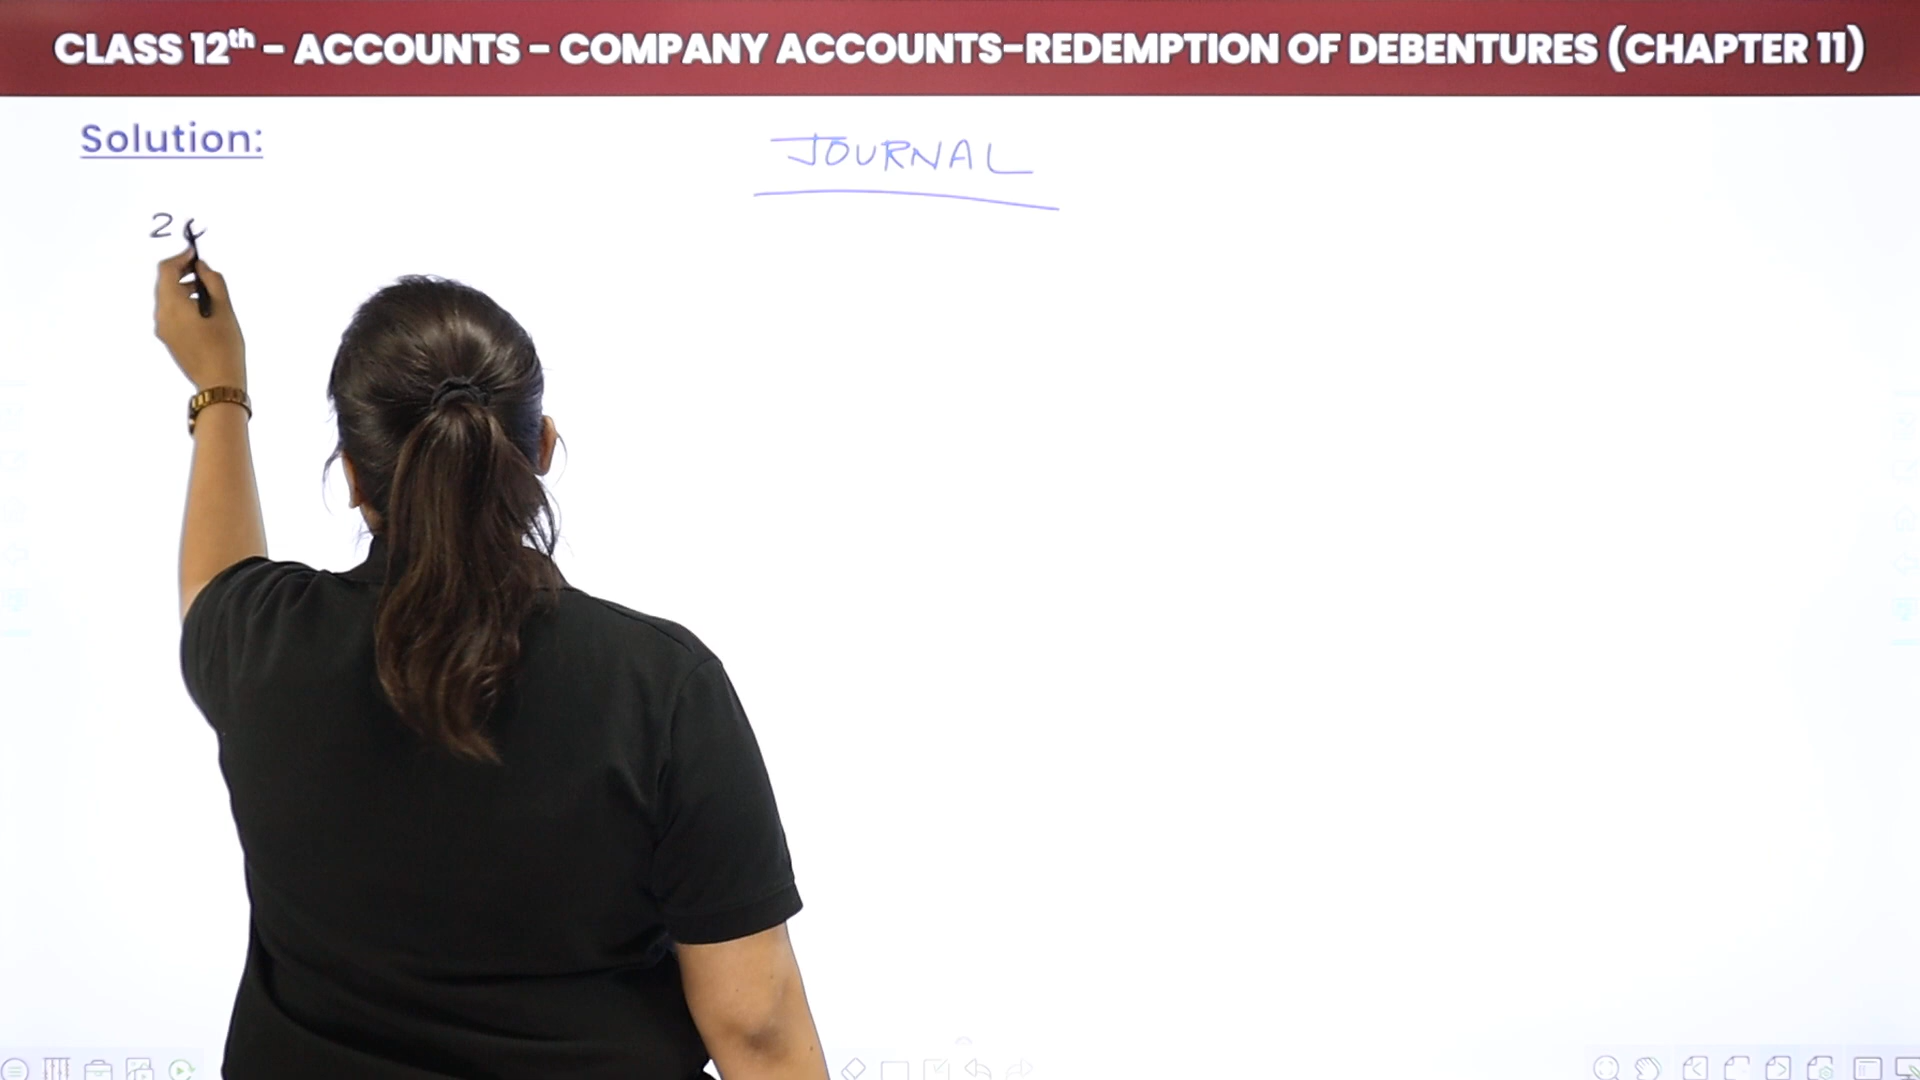 CLASS 12th - ACCOUNTS - COMPANY ACCOUNTS-REDEMPTION OF DEBENTURES (CHAPTER 11)
Solution:
JOURNAL
2